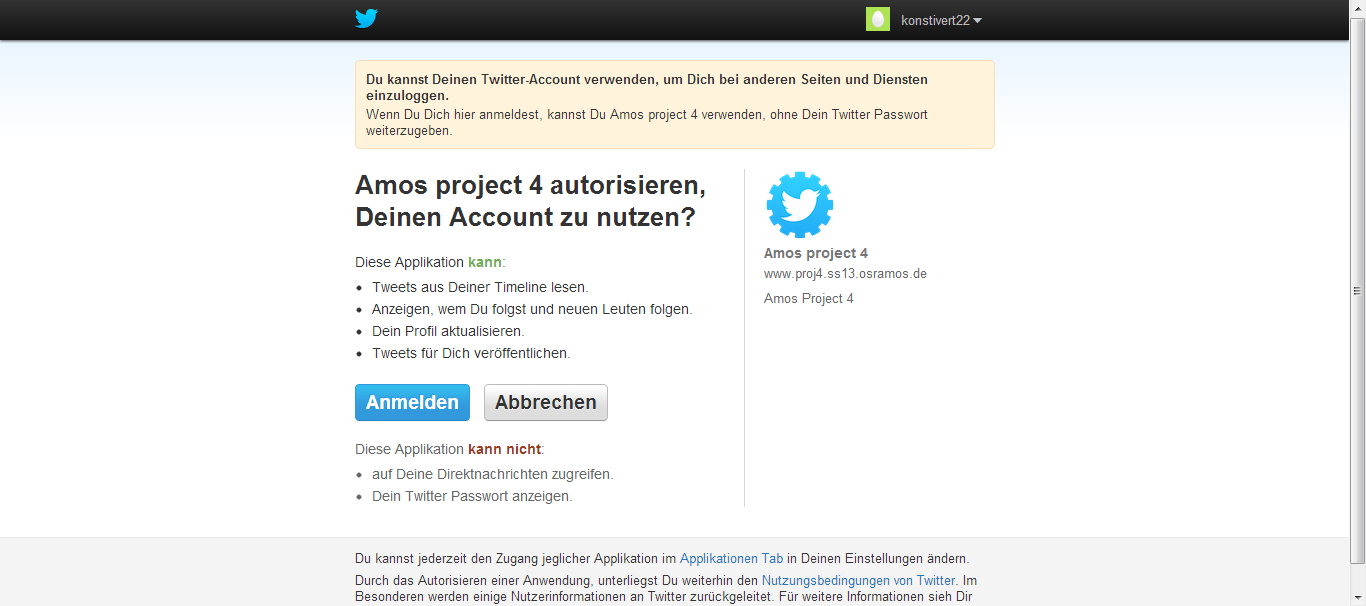 konstivert22
Du kannst Deinen Twitter-Account verwenden, um Dich bei anderen Seiten und Diensten
einzuloggen.
Wenn Du Dich hier anmeldest, kannst Du Amos project 4 verwenden, ohne Dein Twitter Passwort
weiterzugeben.
Amos project 4 autorisieren,
Deinen Account zu nutzen?
Diese Applikation kann:
Tweets aus Deiner Timeline lesen.
Anzeigen, wem Du folgst und neuen Leuten folgen.
Dein Profil aktualisieren.
Tweets für Dich veröffentlichen.
Anmelden
Abbrechen
Diese Applikation kann nicht:
auf Deine Direktnachrichten zugreifen.
Dein Twitter Passwort anzeigen.
Amos project 4
www.proj4.ss13.osramos.de
Amos Project 4
Du kannst jederzeit den Zugang jeglicher Applikation im Applikationen Tab in Deinen Einstellungen ändern.
Durch das Autorisieren einer Anwendung, unterliegst Du weiterhin den Nutzungsbedingungen von Twitter. Im
Besonderen werden einige Nutzerinformationen an Twitter zurückgeleitet. Für weitere Informationen sieh Dir